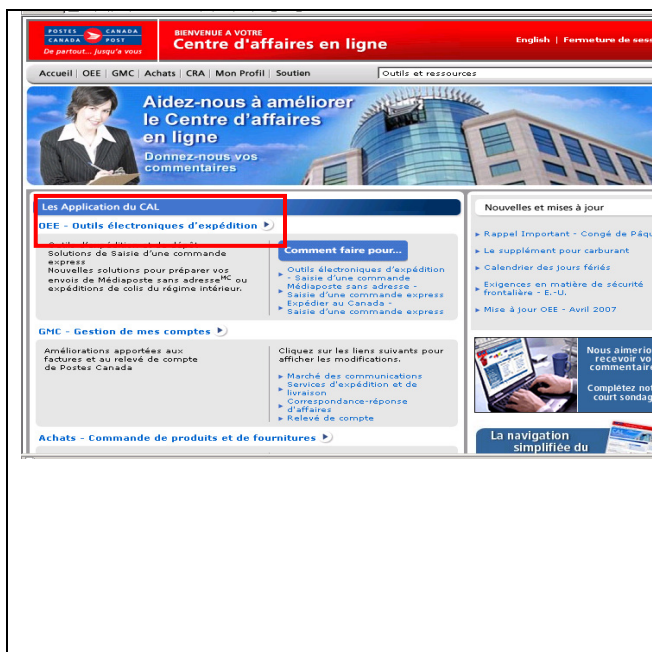 POSTES CANADA
CANADA POST
De partout... jusqu'à vous
BIENVENUE A VOTRE
Centre d'affaires en ligne
English | Fermeture de sess
Accueil | OEE | GMC | Achats | CRA | Mon Profil | Soutien
Outils et ressources
Aidez-nous à améliorer
le Centre d'affaires
en ligne
Donnez-nous vos
commentaires
Les Application du CAL
OEE - Outils électroniques d'expédition
Solutions de Saisie d'une commande
express
Nouvelles solutions pour préparer vos
envois de Médiaposte sans adresseMC ou
expéditions de colis du régime intérieur.
Comment faire pour...
Outils électroniques d'expédition
- Saisie d'une commande
Médiaposte sans adresse -
Saisie d'une commande express
Expédier au Canada -
Saisie d'une commande express
GMC - Gestion de mes comptes
Améliorations apportées aux
factures et au relevé de compte
de Postes Canada
Cliquez sur les liens suivants pour
afficher les modifications.
Marché des communications
Services d'expédition et de
livraison
Correspondance-réponse
d'affaires
Relevé de compte
Achats - Commande de produits et de fournitures
Nouvelles et mises à jour
Rappel Important - Congé de Pâqu
Le supplément pour carburant
Calendrier des jours fériés
Exigences en matière de sécurité
frontalière - E.-U.
Mise à jour OEE - Avril 2007
Nous aimerio
recevoir vo
commentaire
Complétez not
court sondag
La navigation
simplifiée du